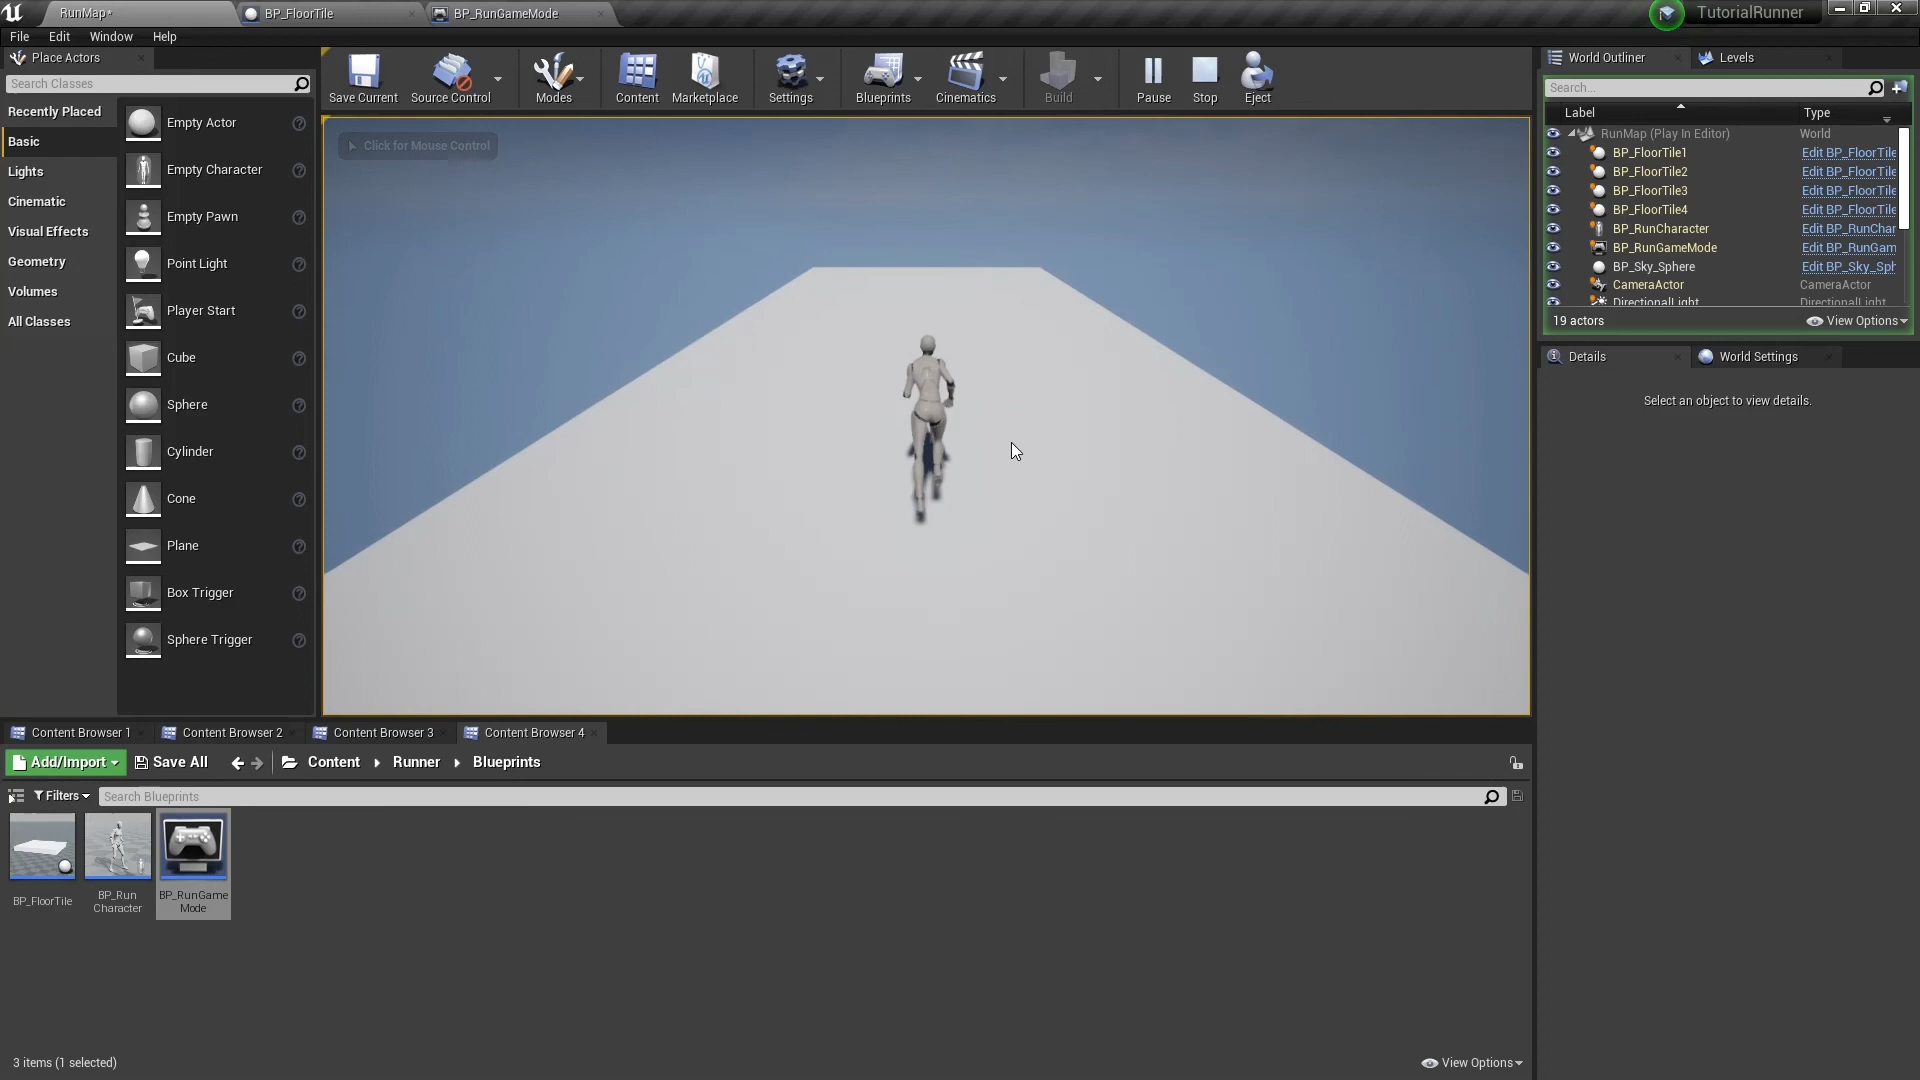 RunMap*
BP_FloorTile
BP_RunGameMode
TutorialRunner
File Edit Window Help
Place Actors
Search Classes
Recently Placed
Basic
Lights
Cinematic
Visual Effects
Geometry
Volumes
All Classes
Empty Actor
Empty Character
Empty Pawn
Point Light
Player Start
Cube
Sphere
Cylinder
Cone
Plane
Box Trigger
Sphere Trigger
Save Current
Source Control
Modes
Content
Marketplace
Settings
Blueprints
Cinematics
Build
Pause
Stop
Eject
Click for Mouse Control
World Outliner
Levels
Search...
Label Type
RunMap (Play In Editor) World
BP_FloorTile1 Edit BP_FloorTile
BP_FloorTile2 Edit BP_FloorTile
BP_FloorTile3 Edit BP_FloorTile
BP_FloorTile4 Edit BP_FloorTile
BP_RunCharacter Edit BP_RunChar
BP_RunGameMode Edit BP_RunGam
BP_Sky_Sphere Edit BP_Sky_Sph
CameraActor CameraActor
DirectionalLight DirectionalLight
19 actors
View Options
Details
World Settings
Select an object to view details.
Content Browser 1
Content Browser 2
Content Browser 3
Content Browser 4
Add/Import
Save All
Content
Runner
Blueprints
Filters
Search Blueprints
BP_FloorTile
BP_Run
Character
BP_RunGame
Mode
3 items (1 selected)
View Options